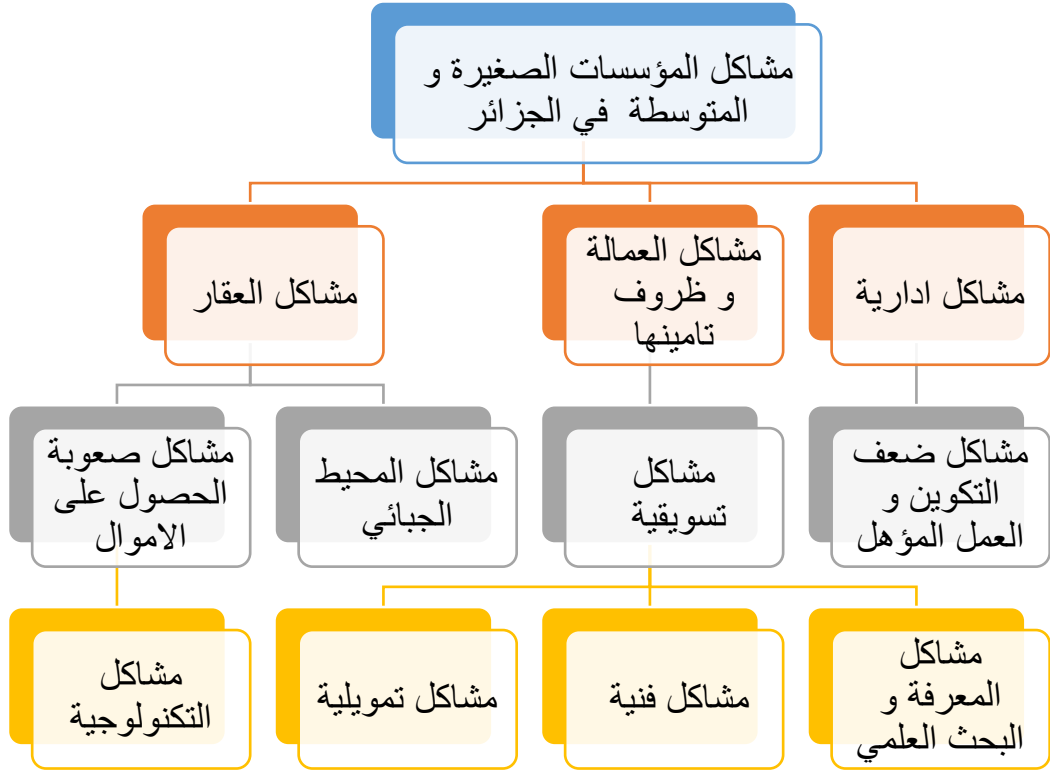 مشاكل المؤسسات الصغيرة و
المتوسطة في الجزائر
مشاكل ادارية
مشاكل العمالة
و ظروف
تامينها
مشاكل العقار
مشاكل ضعف
التكوين و
العمل المؤهل
مشاكل
تسويقية
مشاكل المحيط
الجبائي
مشاكل صعوبة
الحصول على
الاموال
مشاكل
المعرفة و
البحث العلمي
مشاكل فنية
مشاكل تمويلية
مشاكل
التكنولوجية